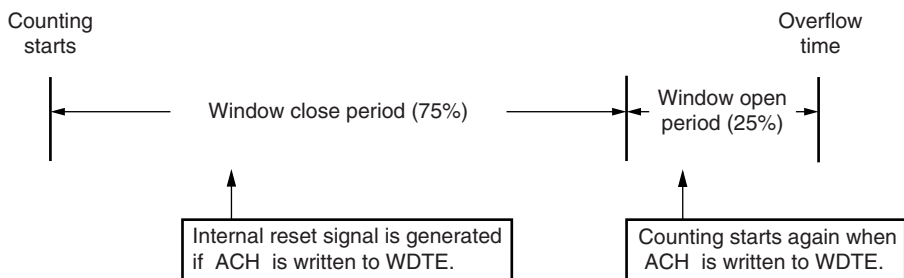 Counting
starts
Overflow
time
Window close period (75%)
Window open
period (25%)
Internal reset signal is generated
if ACH is written to WDTE.
Counting starts again when
ACH is written to WDTE.